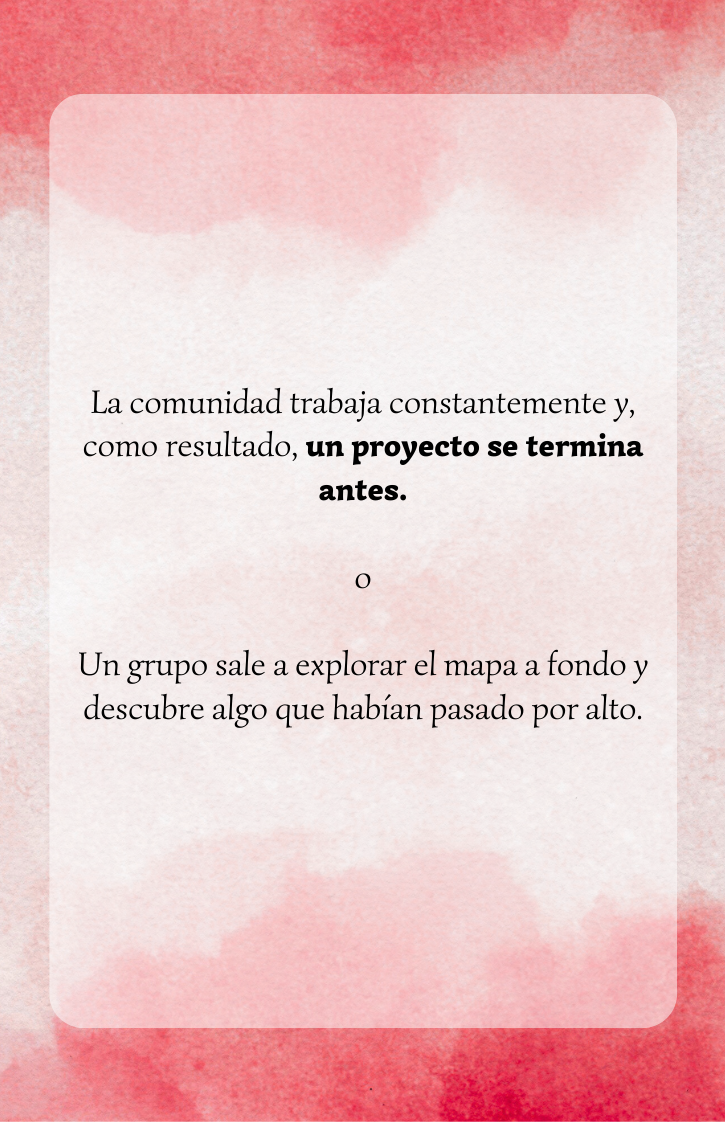 La comunidad trabaja constantemente y,
como resultado, un proyecto se termina
antes.
o
Un grupo sale a explorar el mapa a fondo y
descubre algo que habían pasado por alto.